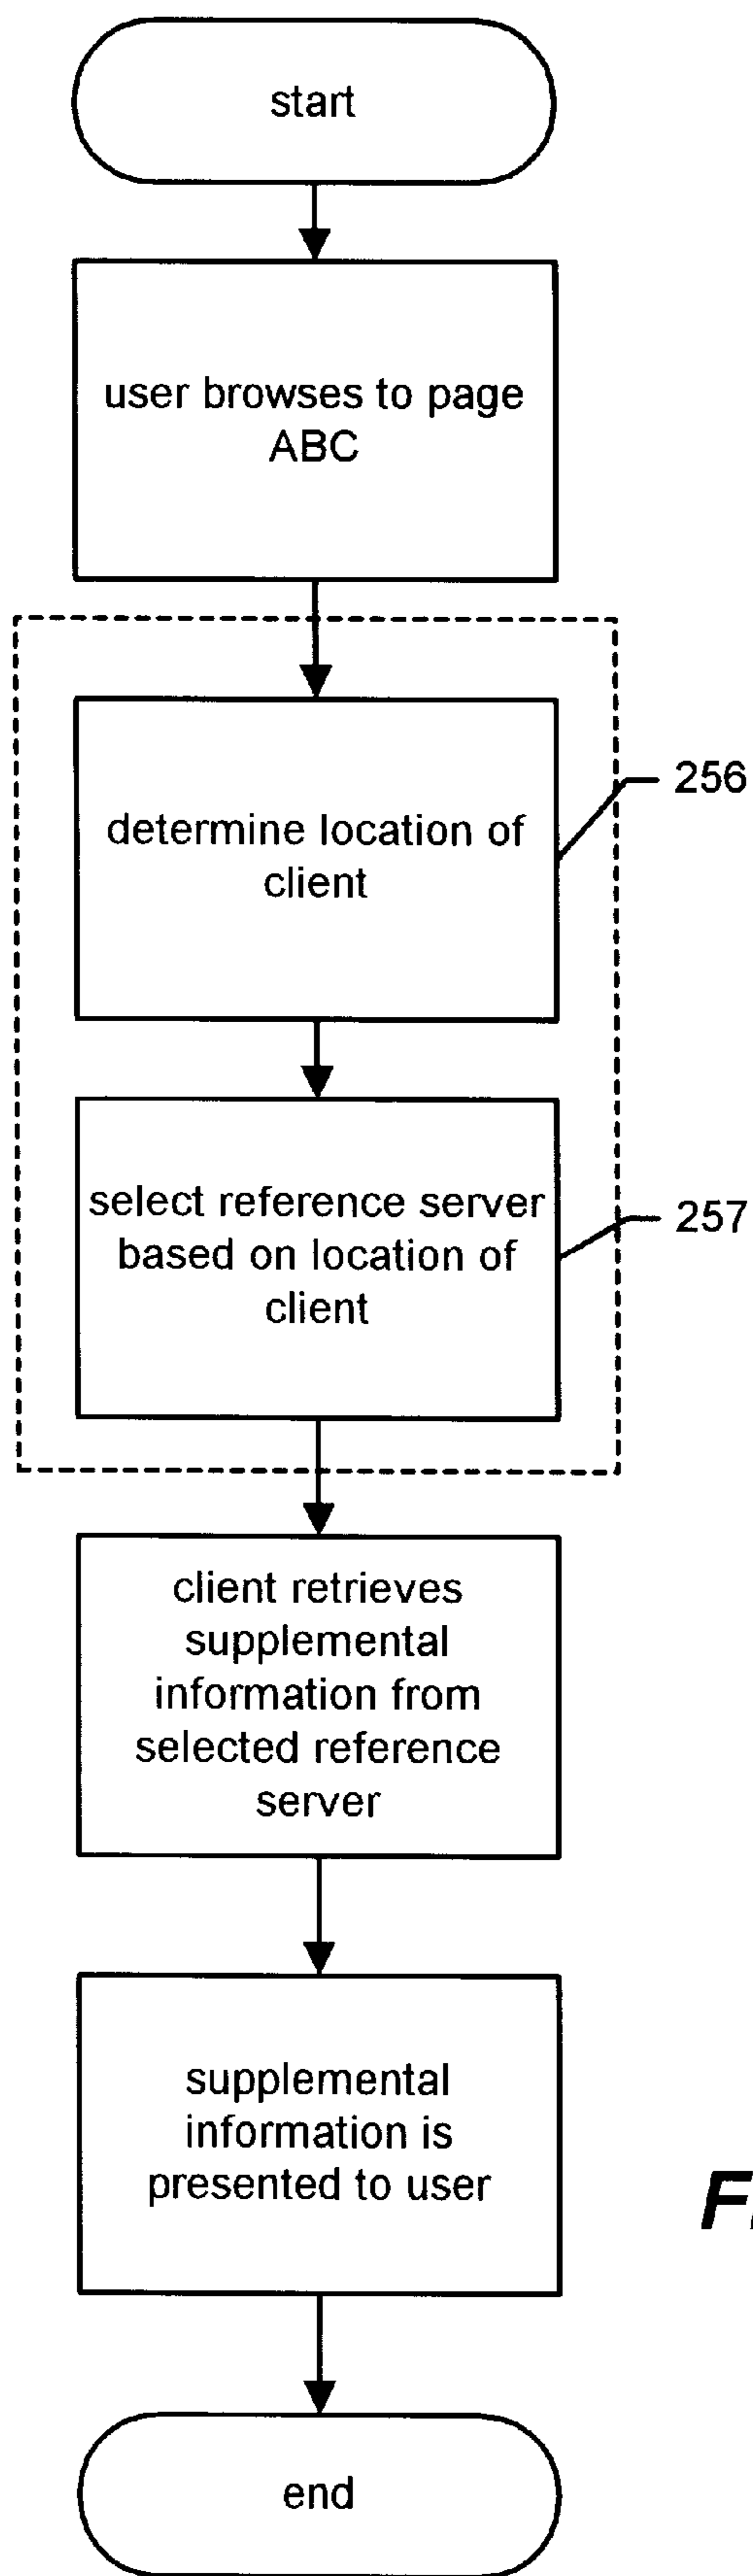 start
user browses to page
ABC
determine location of
client
256
select reference server
based on location of
client
257
client retrieves
supplemental
information from
selected reference
server
supplemental
information is
presented to user
end